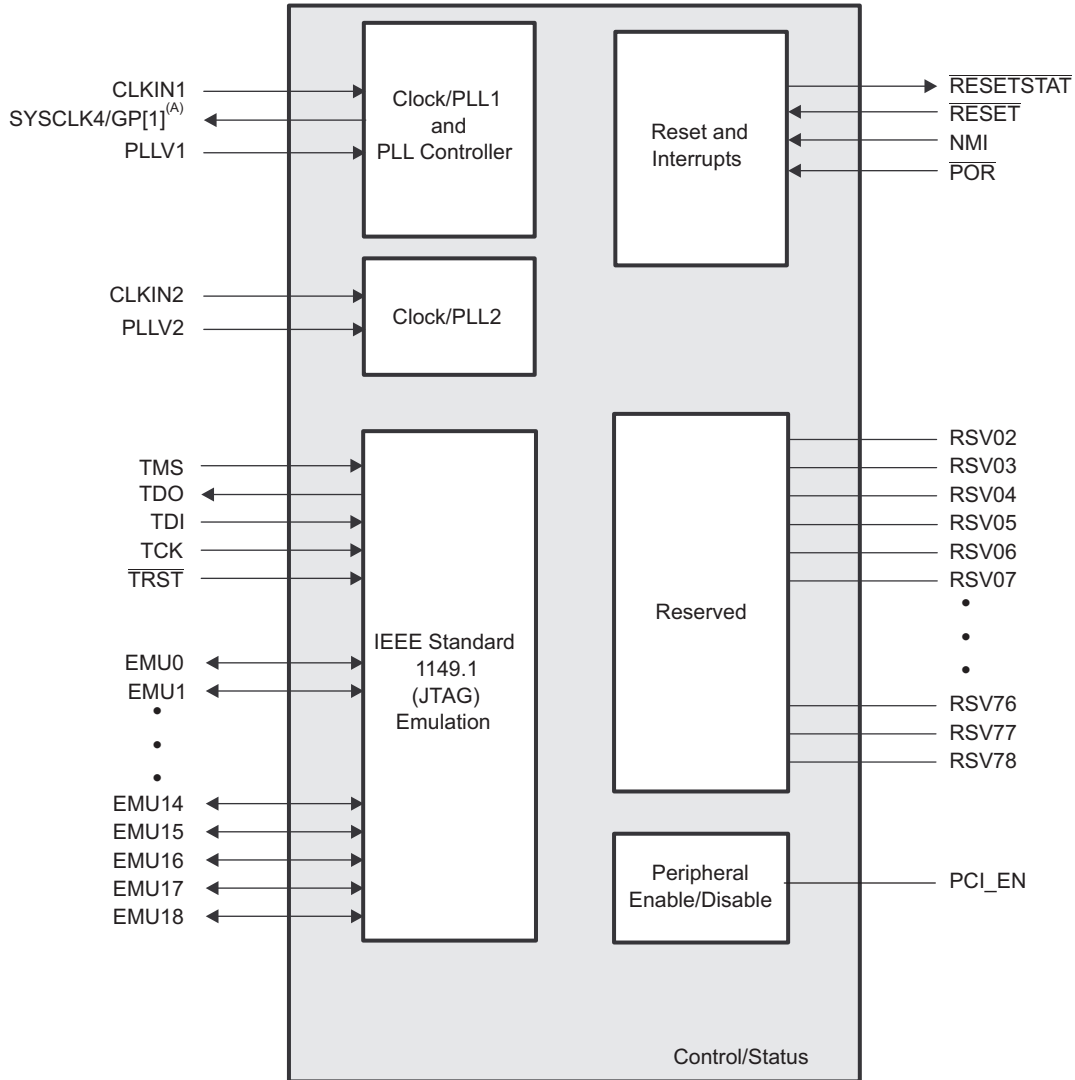 CLKIN1
SYSCLK4/GP[1](A)
PLLV1
Clock/PLL1
and
PLL Controller
Reset and
Interrupts
RESETSTAT
RESET
NMI
POR
CLKIN2
PLLV2
Clock/PLL2
TMS
TDO
TDI
TCK
TRST
EMU0
EMU1
•
•
•
EMU14
EMU15
EMU16
EMU17
EMU18
IEEE Standard
1149.1
(JTAG)
Emulation
Reserved
RSV02
RSV03
RSV04
RSV05
RSV06
RSV07
•
•
•
RSV76
RSV77
RSV78
Peripheral
Enable/Disable
PCI_EN
Control/Status